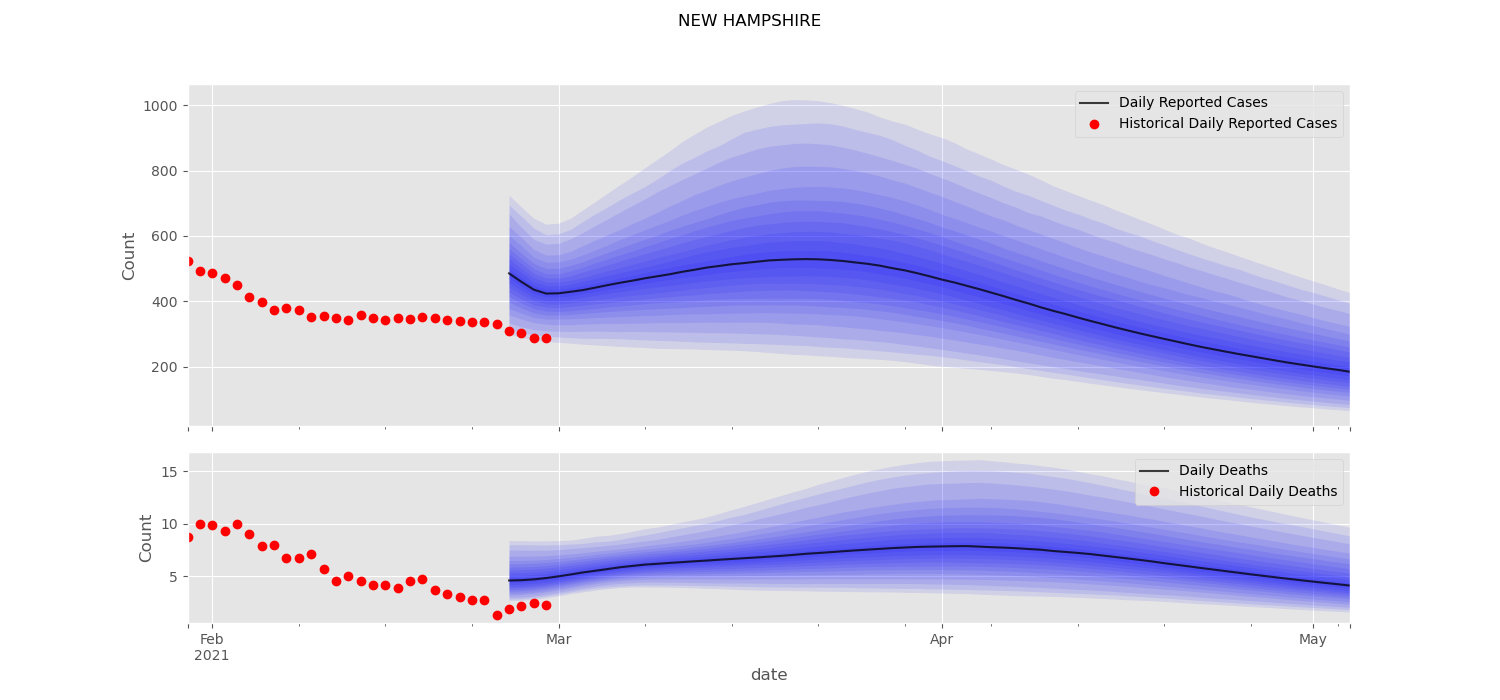 NEW HAMPSHIRE
1000
800
600
400
200
Count
Daily Reported Cases
Historical Daily Reported Cases
15
10
5
Count
Daily Deaths
Historical Daily Deaths
Feb
2021
Mar
Apr
May
date